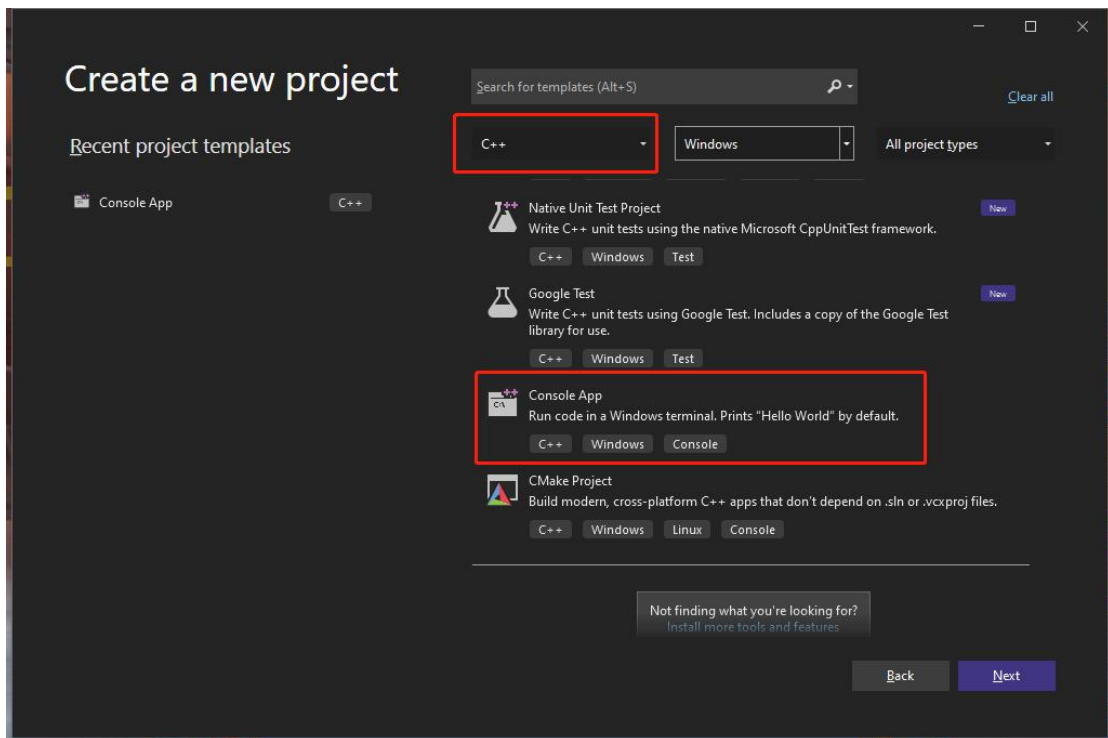 Create a new project
Search for templates (Alt+S)
Clear all
Recent project templates
C++
Windows
All project types
Console App
C++
Native Unit Test Project
New
Write C++ unit tests using the native Microsoft CppUnitTest framework.
C++ Windows Test
Google Test
New
Write C++ unit tests using Google Test. Includes a copy of the Google Test
library for use.
C++ Windows Test
Console App
Run code in a Windows terminal. Prints "Hello World" by default.
C++ Windows Console
CMake Project
Build modern, cross-platform C++ apps that don't depend on .sln or .vcxproj files.
C++ Windows Linux Console
Not finding what you're looking for?
Install more tools and features
Back
Next